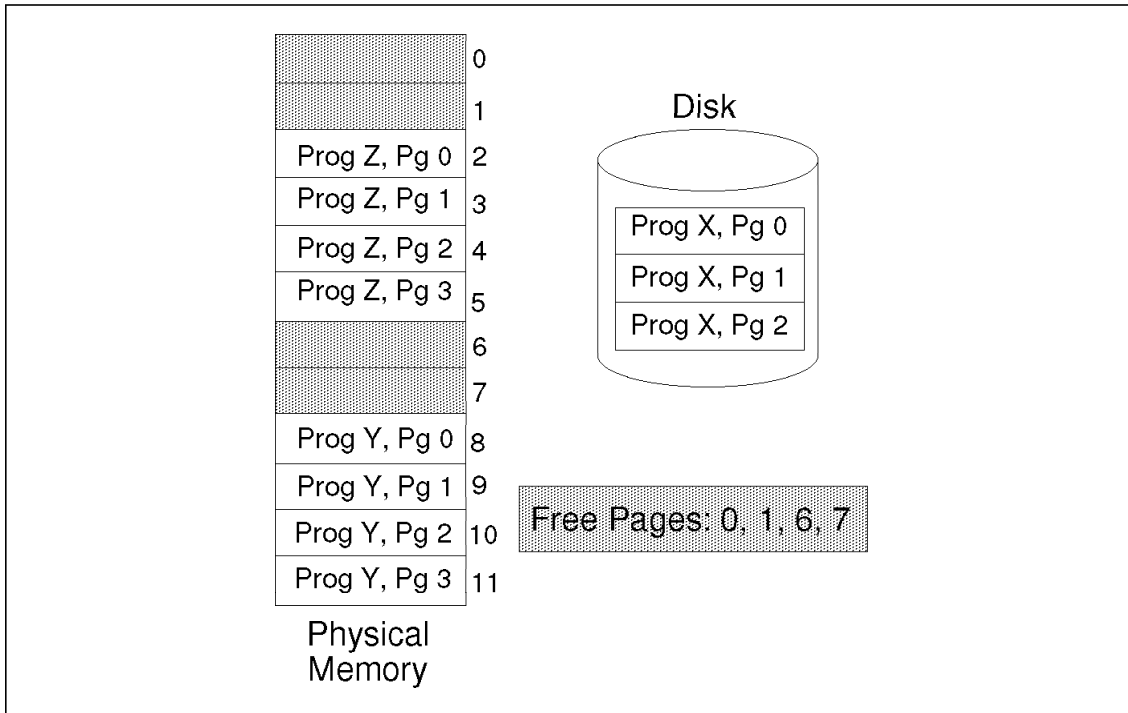 0
1
Prog Z, Pg 0 2
Prog Z, Pg 1 3
Prog Z, Pg 2 4
Prog Z, Pg 3 5
6
7
Prog Y, Pg 0 8
Prog Y, Pg 1 9
Prog Y, Pg 2 10
Prog Y, Pg 3 11
Physical
Memory
Disk
Prog X, Pg 0
Prog X, Pg 1
Prog X, Pg 2
Free Pages: 0, 1, 6, 7